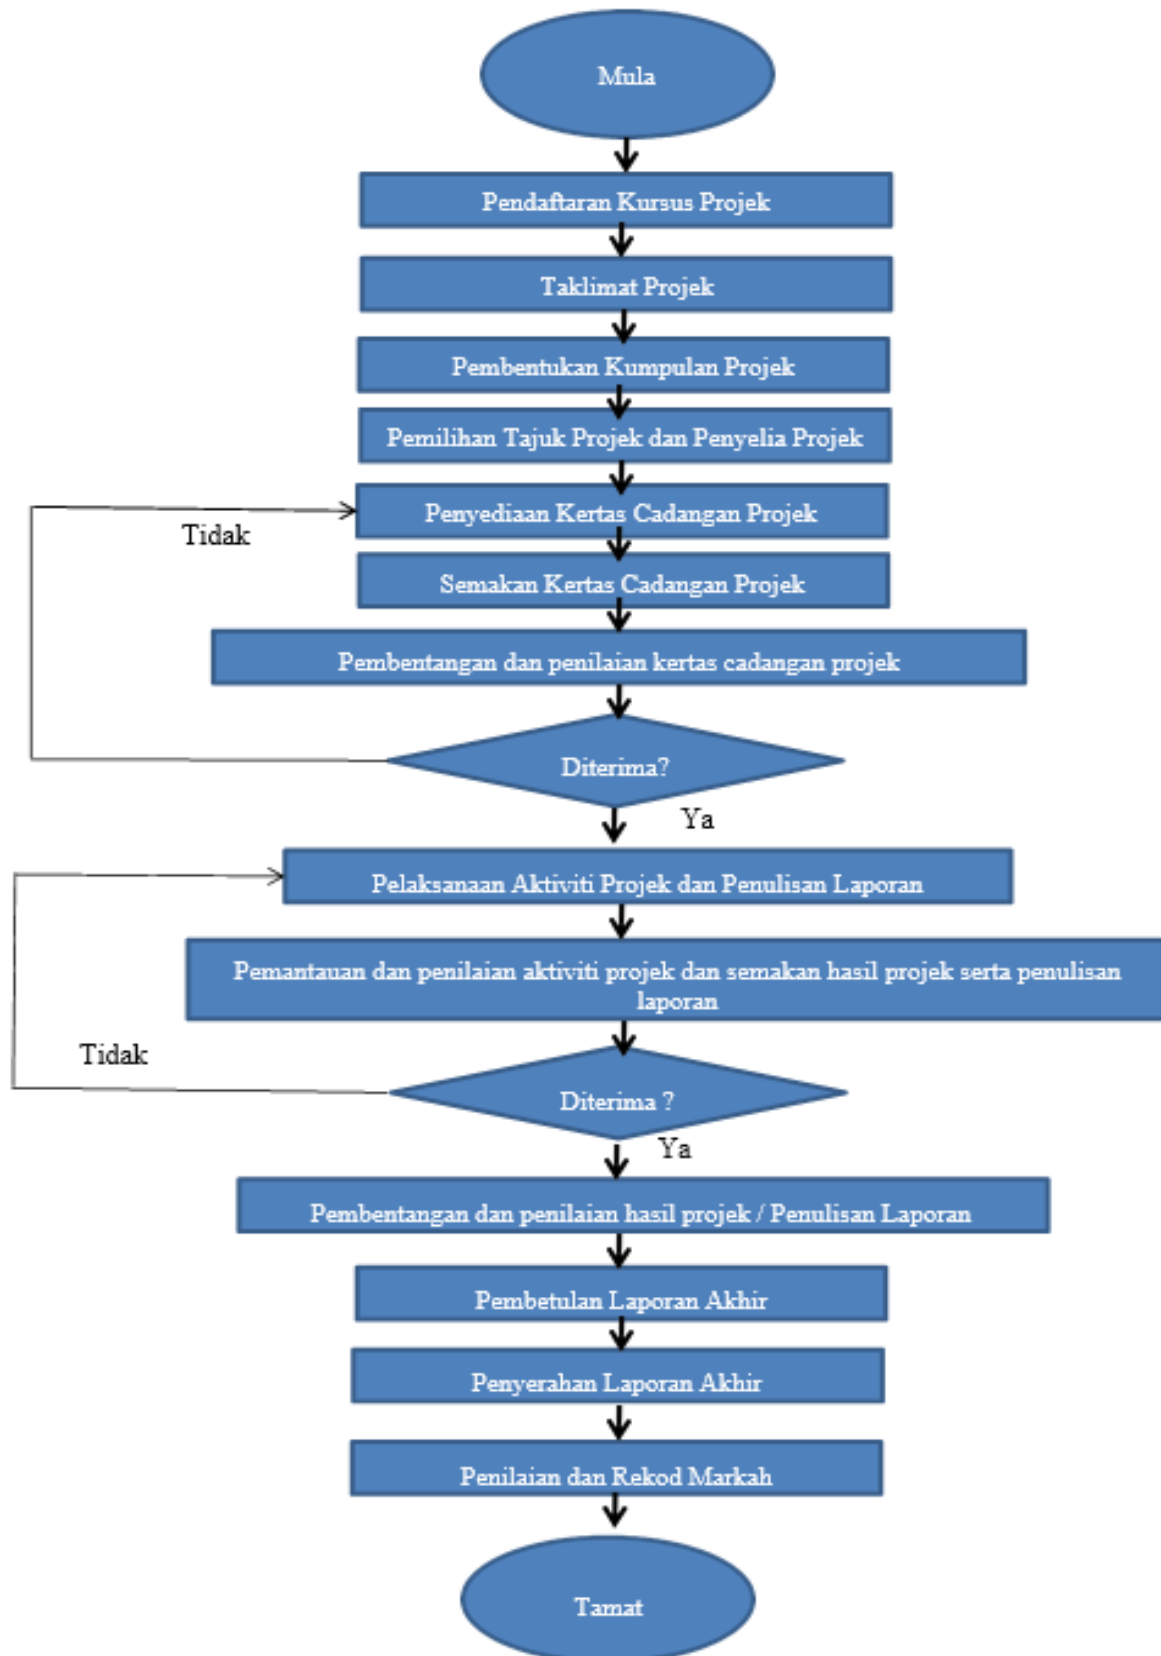 Mula
Pendaftaran Kursus Projek
Taklimat Projek
Pembentukan Kumpulan Projek
Pemilihan Tajuk Projek dan Penyelia Projek
Penyediaan Kertas Cadangan Projek
Tidak
Semakan Kertas Cadangan Projek
Pembentangan dan penilaian kertas cadangan projek
Diterima?
Ya
Pelaksanaan Aktiviti Projek dan Penulisan Laporan
Pemantauan dan penilaian aktiviti projek dan semakan hasil projek serta penulisan
laporan
Tidak
Diterima ?
Ya
Pembentangan dan penilaian hasil projek / Penulisan Laporan
Pembetulan Laporan Akhir
Penyerahan Laporan Akhir
Penilaian dan Rekod Markah
Tamat